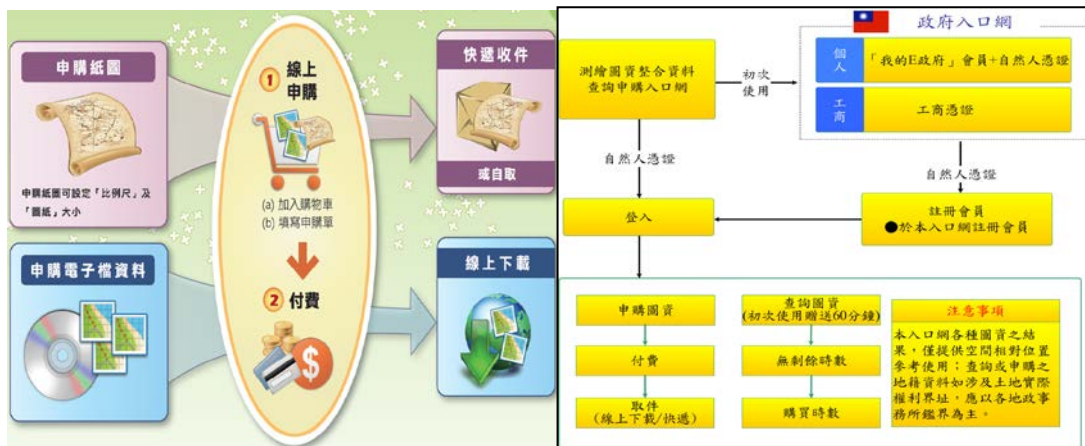 申購紙圖
申購紙圖可設定「比例尺」及
「圖紙」大小
申購電子檔資料
1 線上
申購
(a) 加入購物車
(b) 填寫申購單
2 付費
$
快遞收件
或自取
線上下載
測繪圖資整合資料
查詢申購入口網
初次
使用
政府入口網
個人
「我的E政府」會員+自然人憑證
工商
工商憑證
自然人憑證
自然人憑證
登入
註冊會員
●於本入口網註冊會員
申購圖資
付費
取件
(線上下載/快遞)
查詢圖資
(初次使用贈送60分鐘)
無剩餘時數
購買時數
注意事項
本入口網各種圖資之結
果,僅提供空間相對位置
參考使用;查詢或申購之
地籍資料如涉及土地實際
權利界址,應以各地政事
務所鑑界為主。